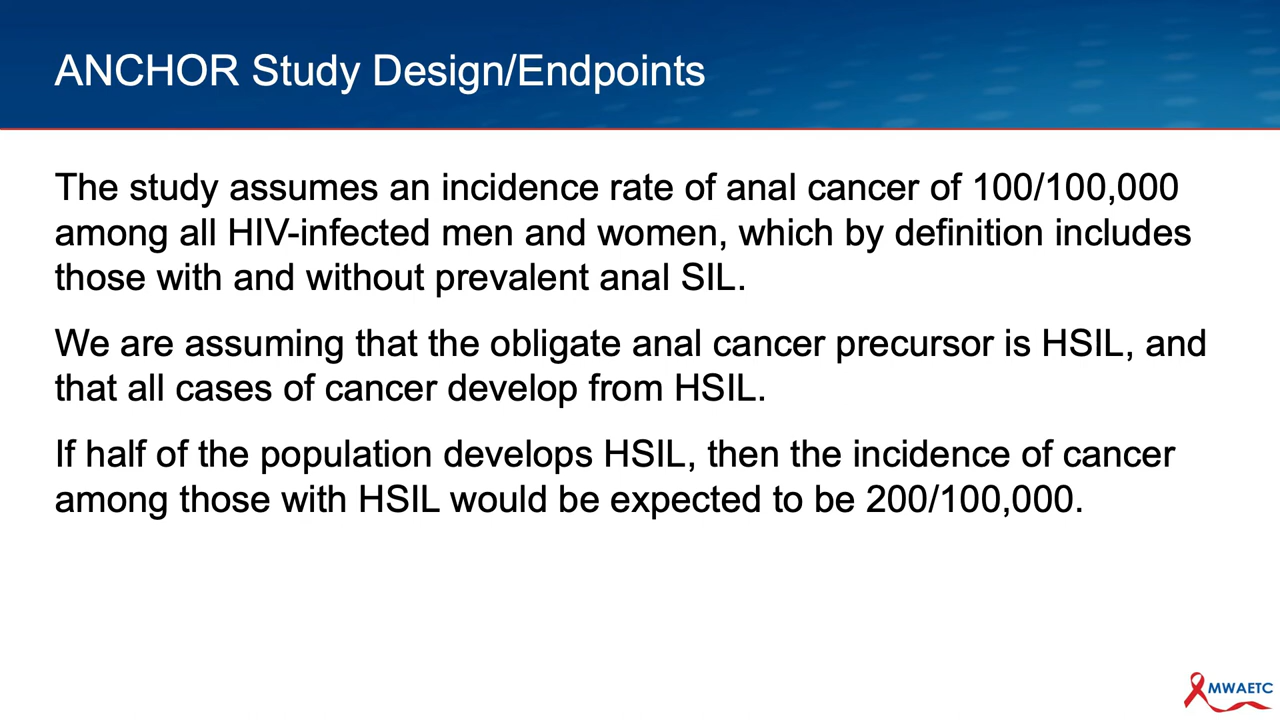 ANCHOR Study Design/Endpoints
The study assumes an incidence rate of anal cancer of 100/100,000
among all HIV-infected men and women, which by definition includes
those with and without prevalent anal SIL.
We are assuming that the obligate anal cancer precursor is HSIL, and
that all cases of cancer develop from HSIL.
If half of the population develops HSIL, then the incidence of cancer
among those with HSIL would be expected to be 200/100,000.
MWAETC